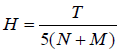 H = T / 5(N + M)